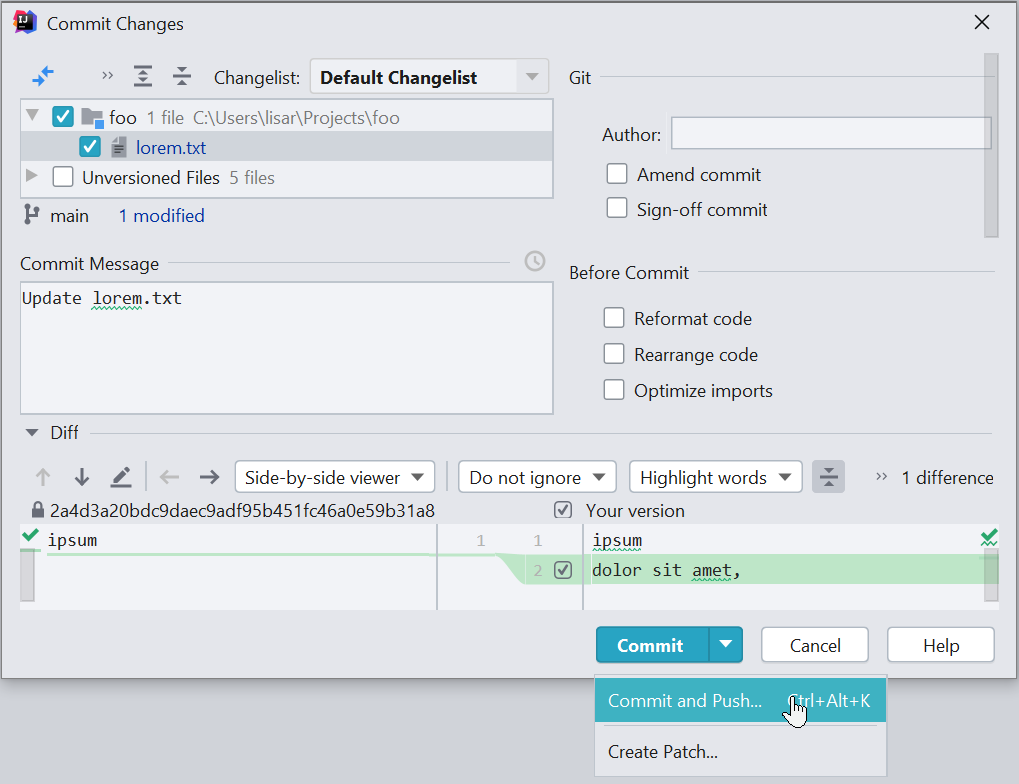 Commit Changes
Changelist: Default Changelist
foo 1 file C:\Users\lisar\Projects\foo
lorem.txt
Unversioned Files 5 files
main 1 modified
Commit Message
Update lorem.txt
Git
Author:
Amend commit
Sign-off commit
Before Commit
Reformat code
Rearrange code
Optimize imports
Diff
Side-by-side viewer Do not ignore Highlight words 1 difference
2a4d3a20bdc9daec9adf95b451fc46a0e59b31a8 Your version
ipsum 1 1 ipsum
2 dolor sit amet,
Commit Cancel Help
Commit and Push... Ctrl+Alt+K
Create Patch...